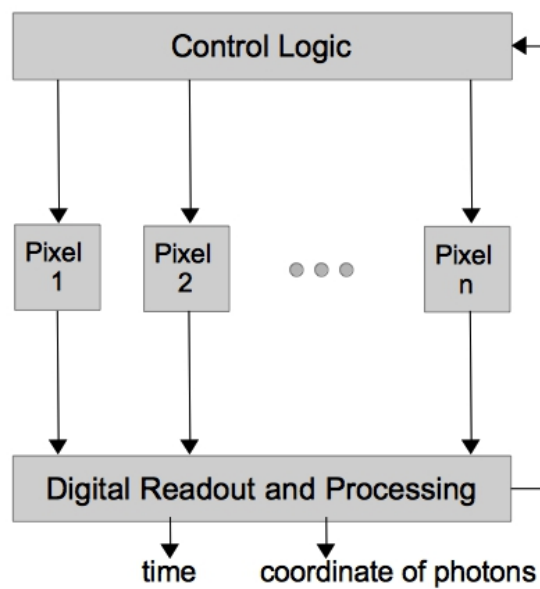 Control Logic
Pixel
1
Pixel
2
Pixel
n
Digital Readout and Processing
time
coordinate of photons